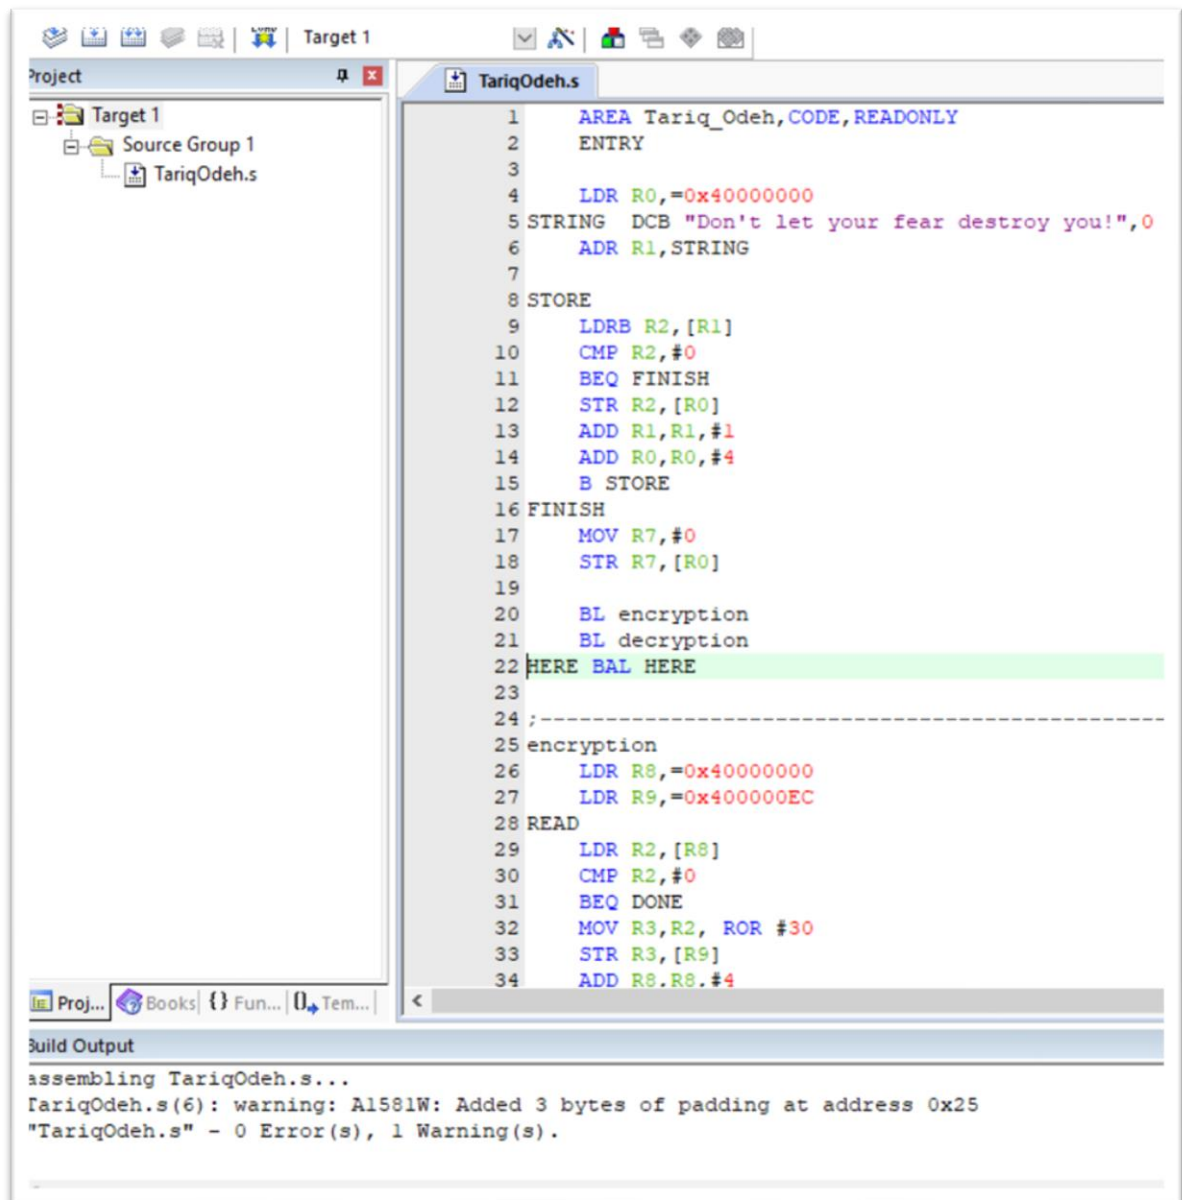 Target 1
Project
TariqOdeh.s
Target 1
Source Group 1
TariqOdeh.s
1 AREA Tariq_Odeh,CODE,READONLY
2 ENTRY
3
4 LDR R0,=0x40000000
5 STRING DCB "Don't let your fear destroy you!",0
6 ADR R1,STRING
7
8 STORE
9 LDRB R2,[R1]
10 CMP R2,#0
11 BEQ FINISH
12 STR R2,[R0]
13 ADD R1,R1,#1
14 ADD R0,R0,#4
15 B STORE
16 FINISH
17 MOV R7,#0
18 STR R7,[R0]
19
20 BL encryption
21 BL decryption
22 HERE BAL HERE
23
24 ;------------------------------------------------
25 encryption
26 LDR R8,=0x40000000
27 LDR R9,=0x400000EC
28 READ
29 LDR R2,[R8]
30 CMP R2,#0
31 BEQ DONE
32 MOV R3,R2, ROR #30
33 STR R3,[R9]
34 ADD R8,R8,#4
Proj... Books {} Fun... 0 Tem...
Build Output
assembling TariqOdeh.s...
TariqOdeh.s(6): warning: A1581W: Added 3 bytes of padding at address 0x25
"TariqOdeh.s" - 0 Error(s), 1 Warning(s).